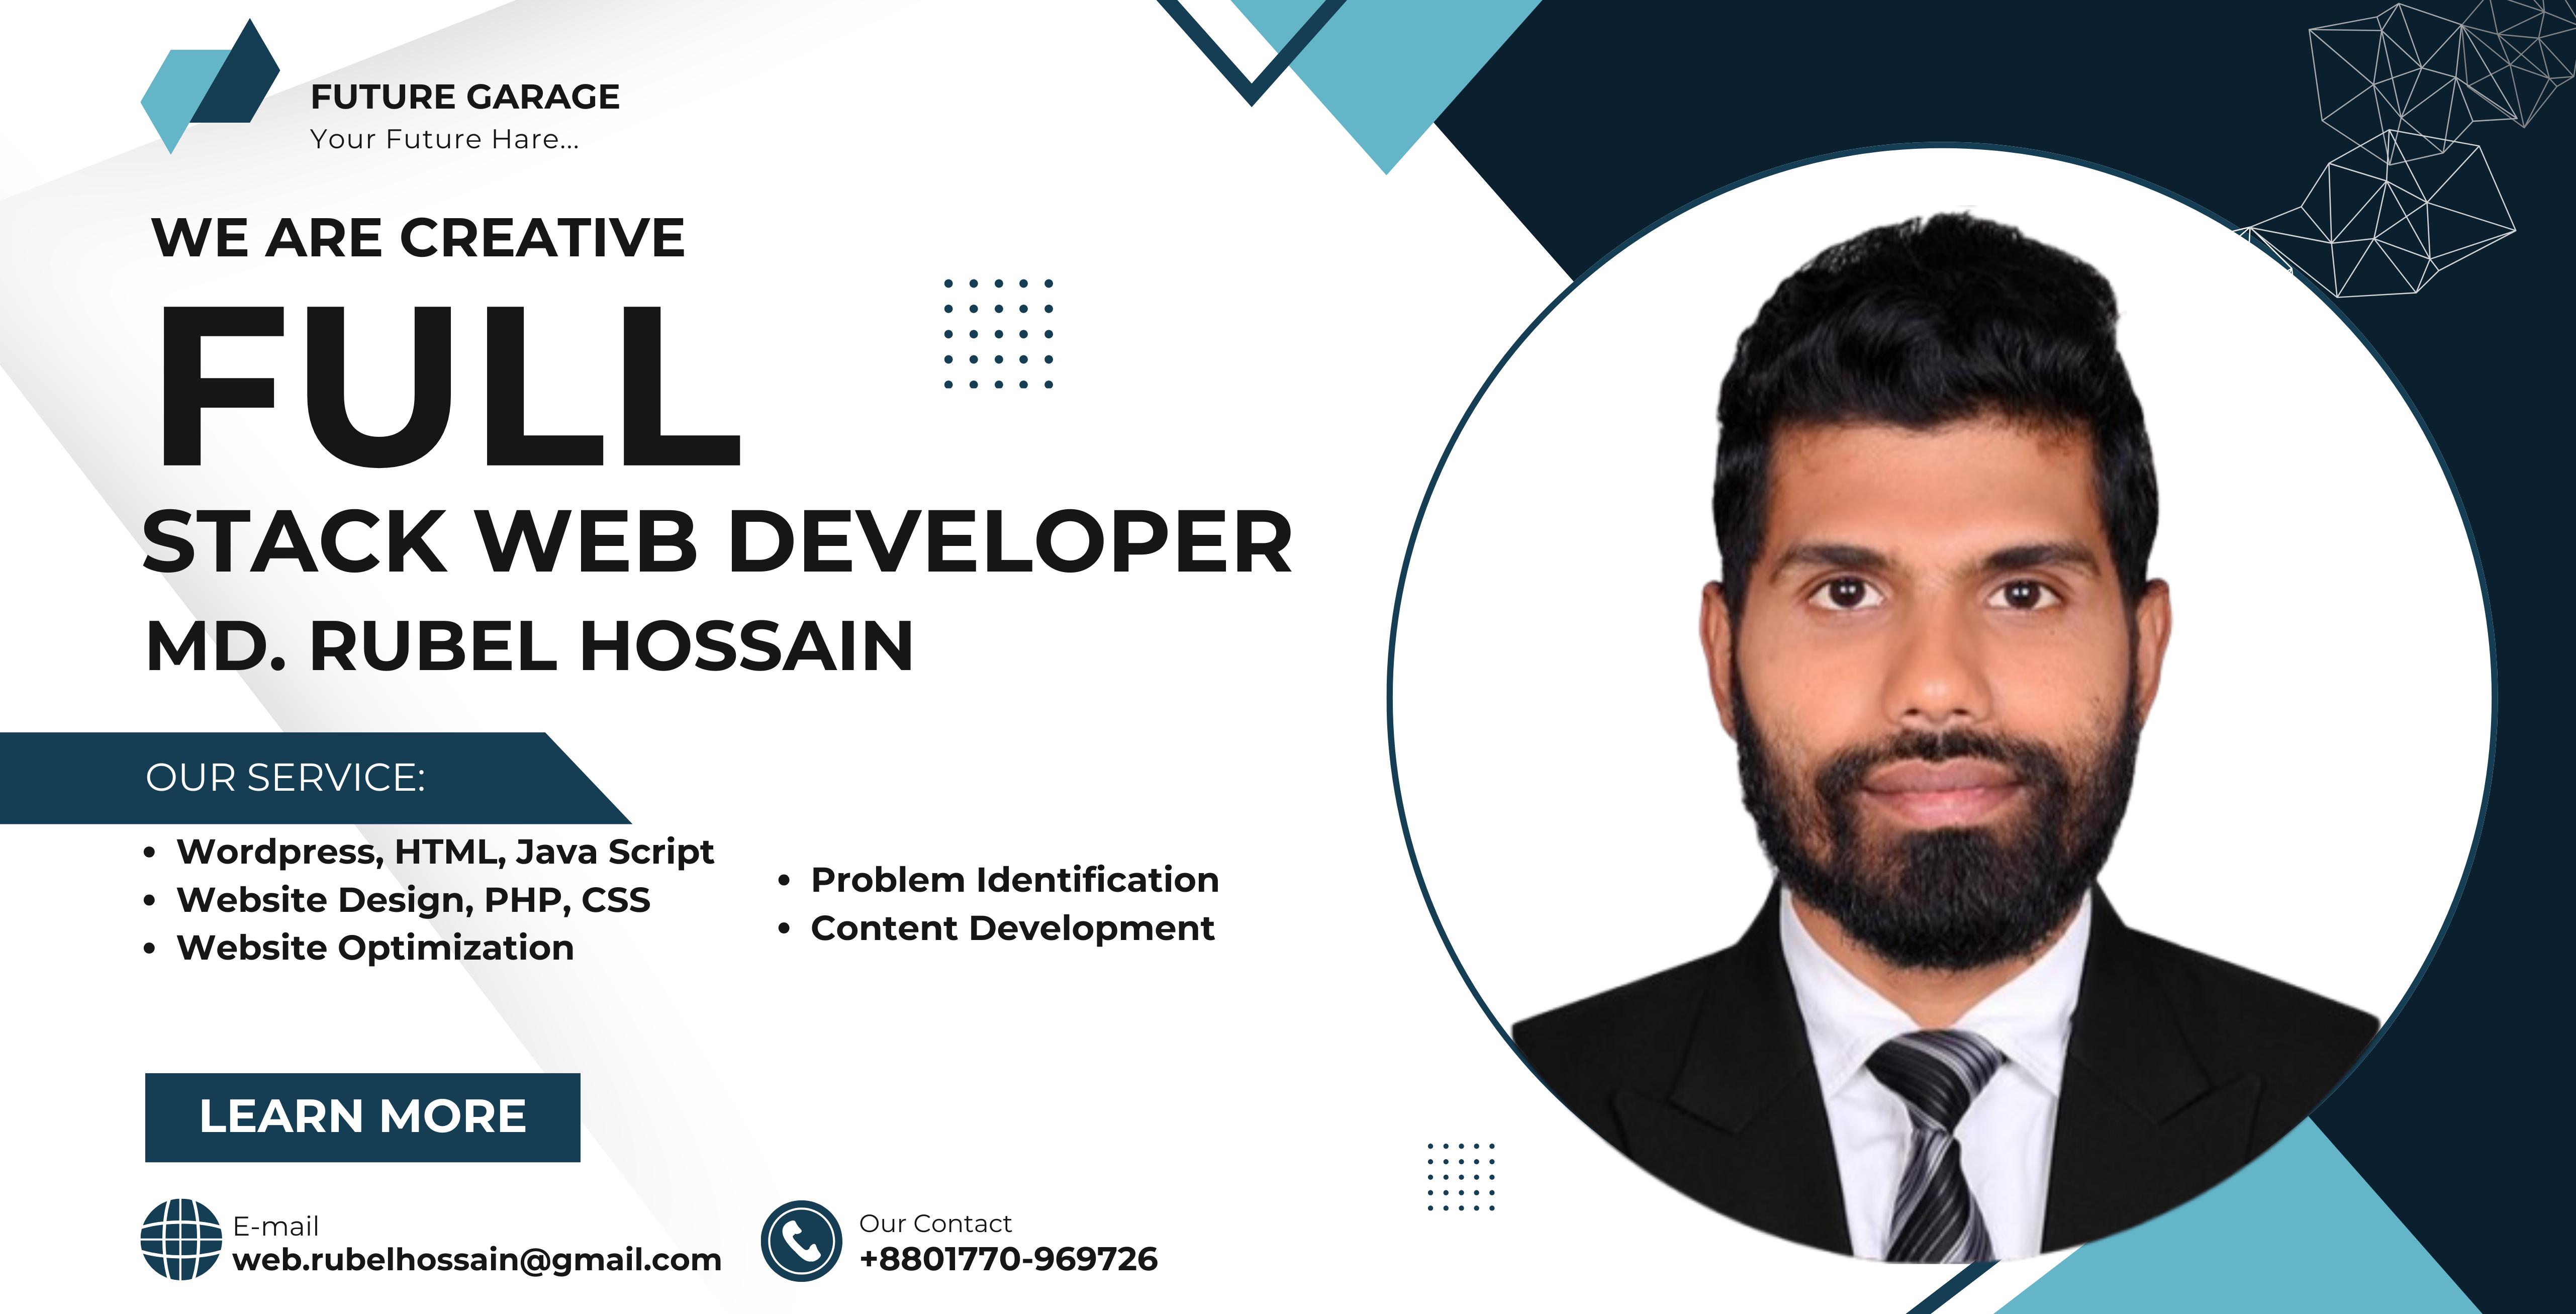 FUTURE GARAGE
Your Future Hare...
WE ARE CREATIVE
FULL
STACK WEB DEVELOPER
MD. RUBEL HOSSAIN
OUR SERVICE:
• Wordpress, HTML, Java Script
• Website Design, PHP, CSS
• Website Optimization
• Problem Identification
• Content Development
LEARN MORE
E-mail
web.rubelhossain@gmail.com
Our Contact
+8801770-969726